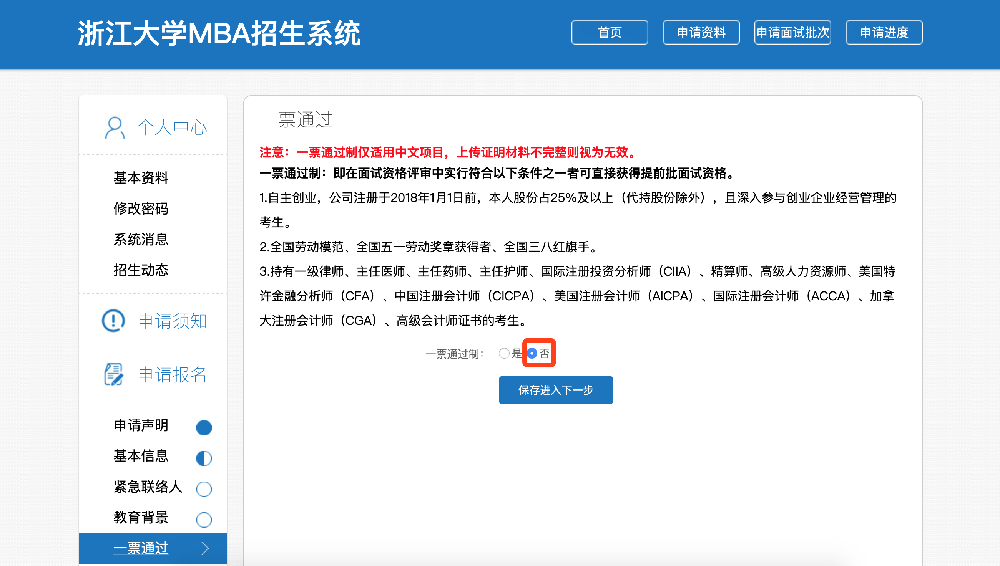 浙江大学MBA招生系统
首页
申请资料
申请面试批次
申请进度
个人中心
基本资料
修改密码
系统消息
招生动态
申请须知
申请报名
申请声明
基本信息
紧急联络人
教育背景
一票通过
一票通过
注意：一票通过制仅适用中文项目，上传证明材料不完整则视为无效。
一票通过制：即在面试资格评审中实行符合以下条件之一者可直接获得提前批面试资格。
1.自主创业，公司注册于2018年1月1日前，本人股份占25%及以上（代持股份除外），且深入参与创业企业经营管理的
考生。
2.全国劳动模范、全国五一劳动奖章获得者、全国三八红旗手。
3.持有一级律师、主任医师、主任药师、主任护师、国际注册投资分析师（CIIA）、精算师、高级人力资源师、美国特
许金融分析师（CFA）、中国注册会计师（CICPA）、美国注册会计师（AICPA）、国际注册会计师（ACCA）、加拿
大注册会计师（CGA）、高级会计师证书的考生。
一票通过制： 是 否
保存进入下一步